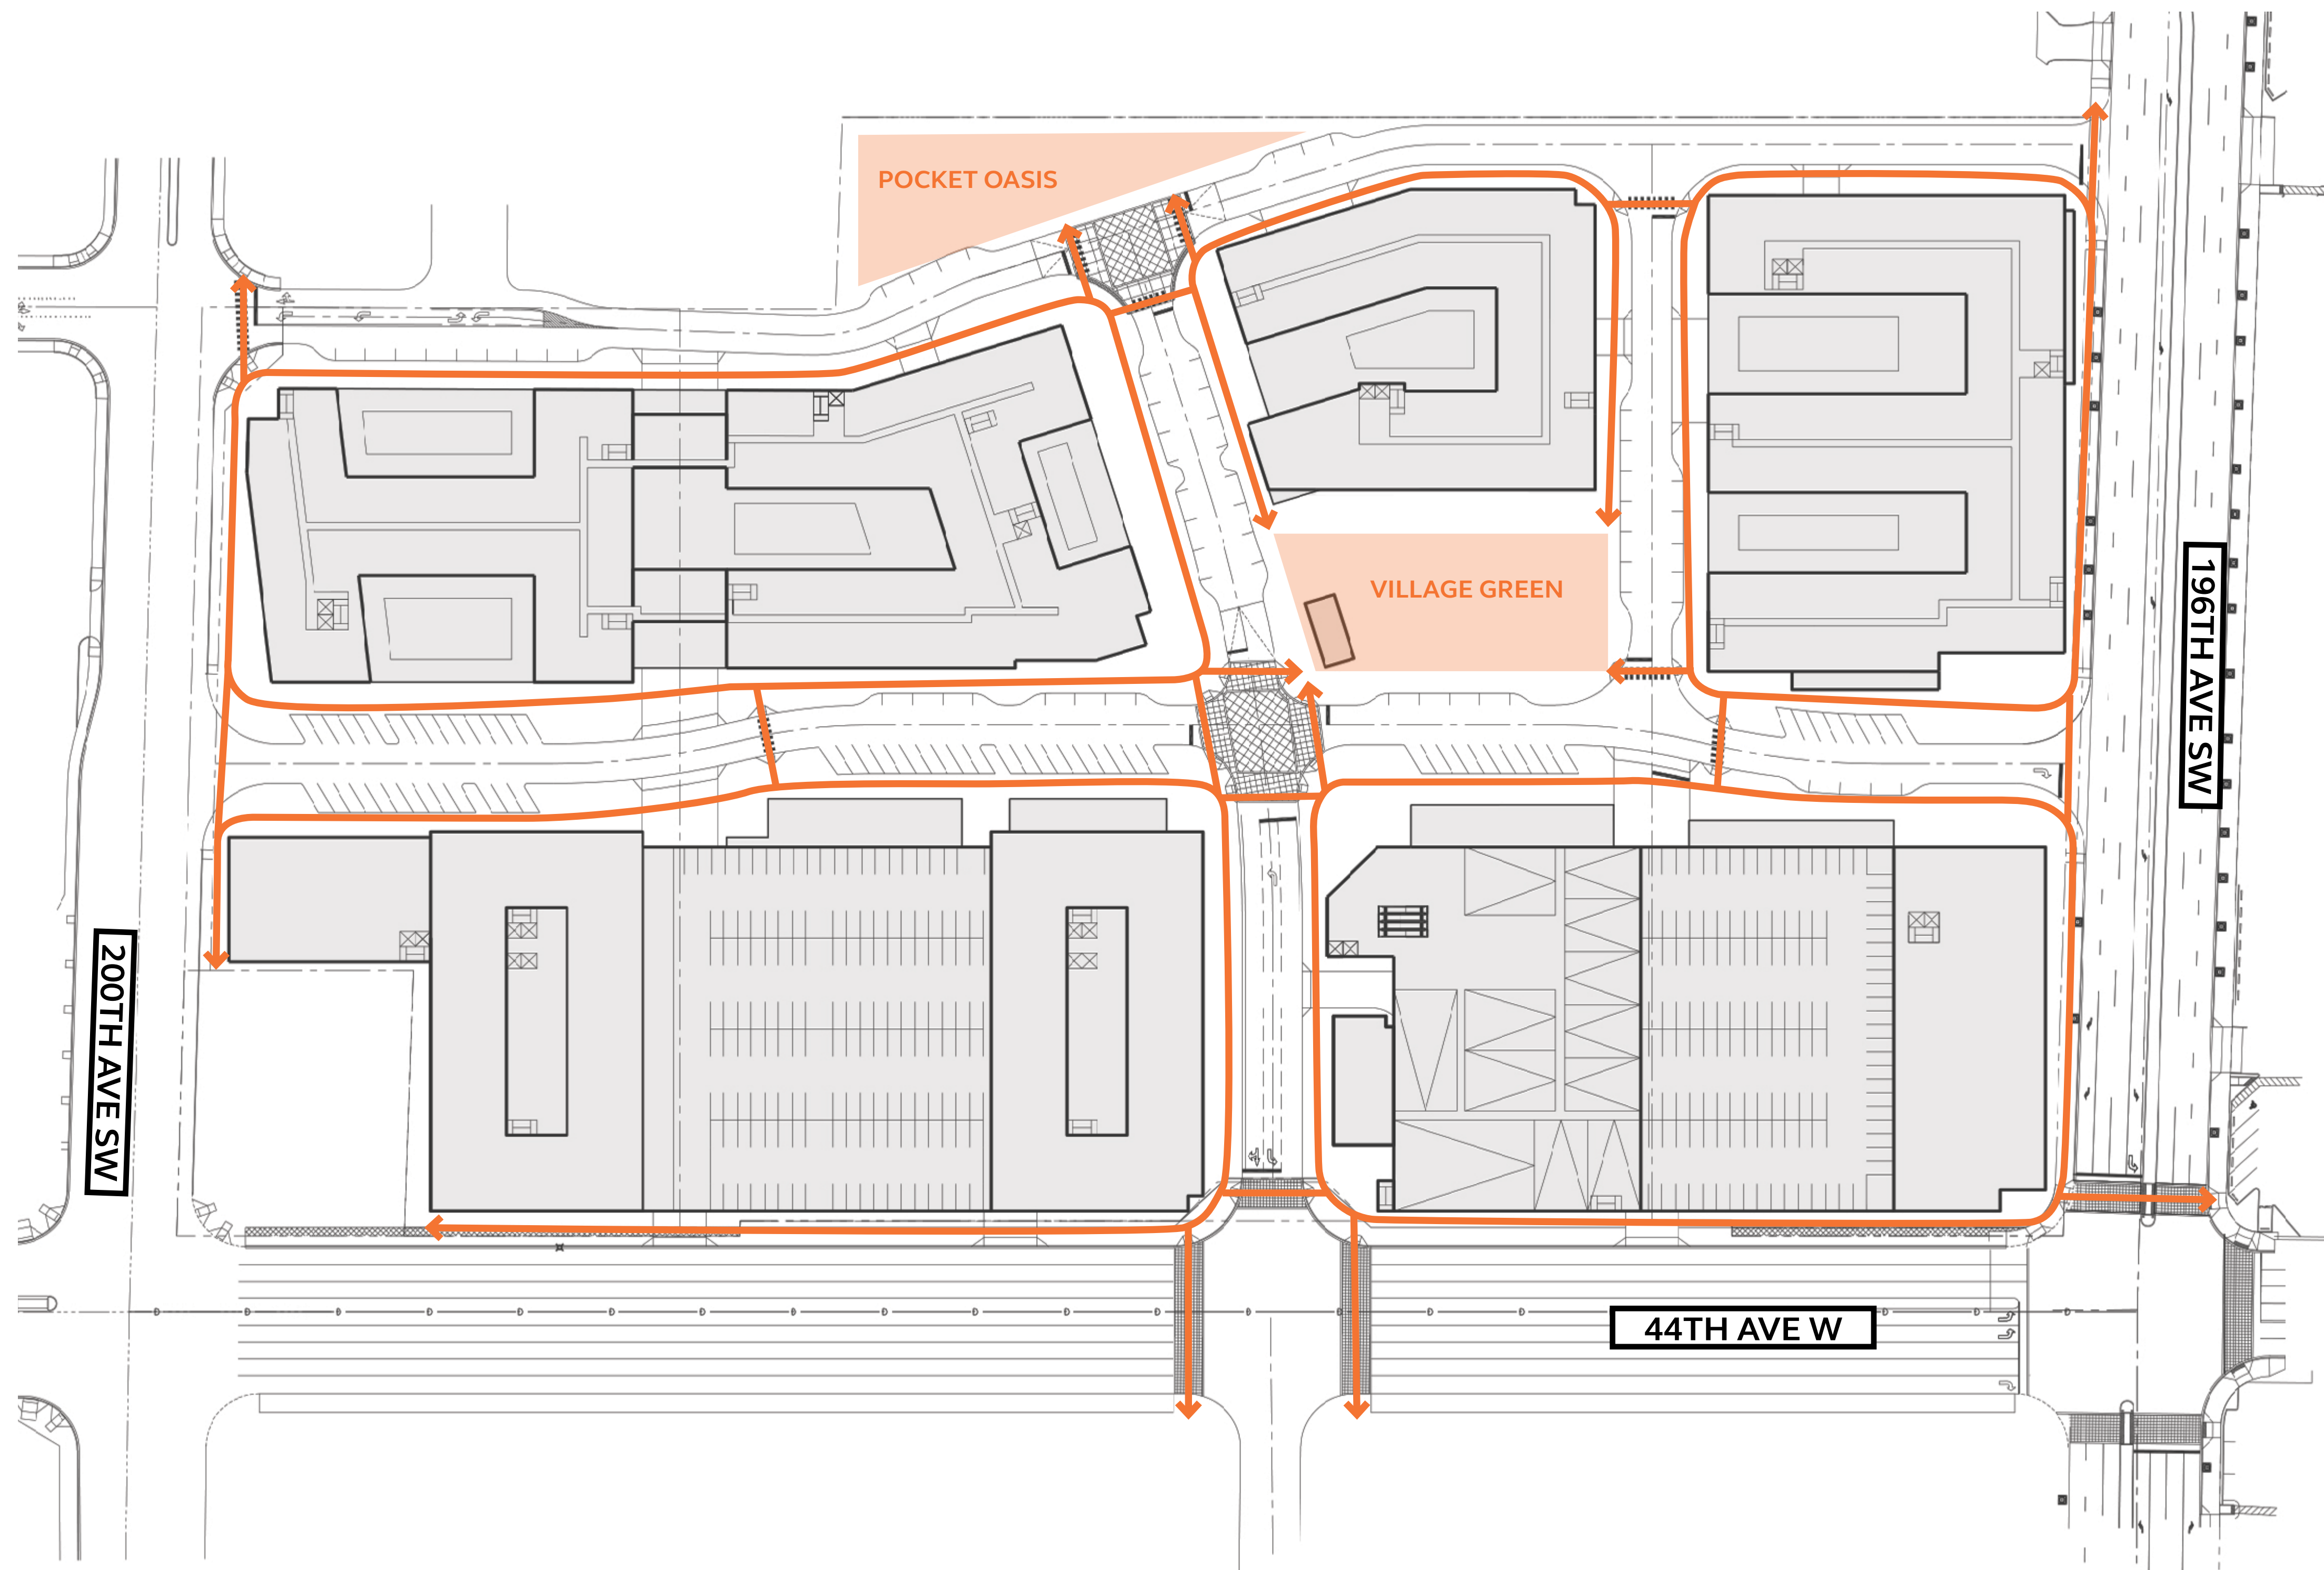 POCKET OASIS
VILLAGE GREEN
196TH AVE SW
200TH AVE SW
44TH AVE W